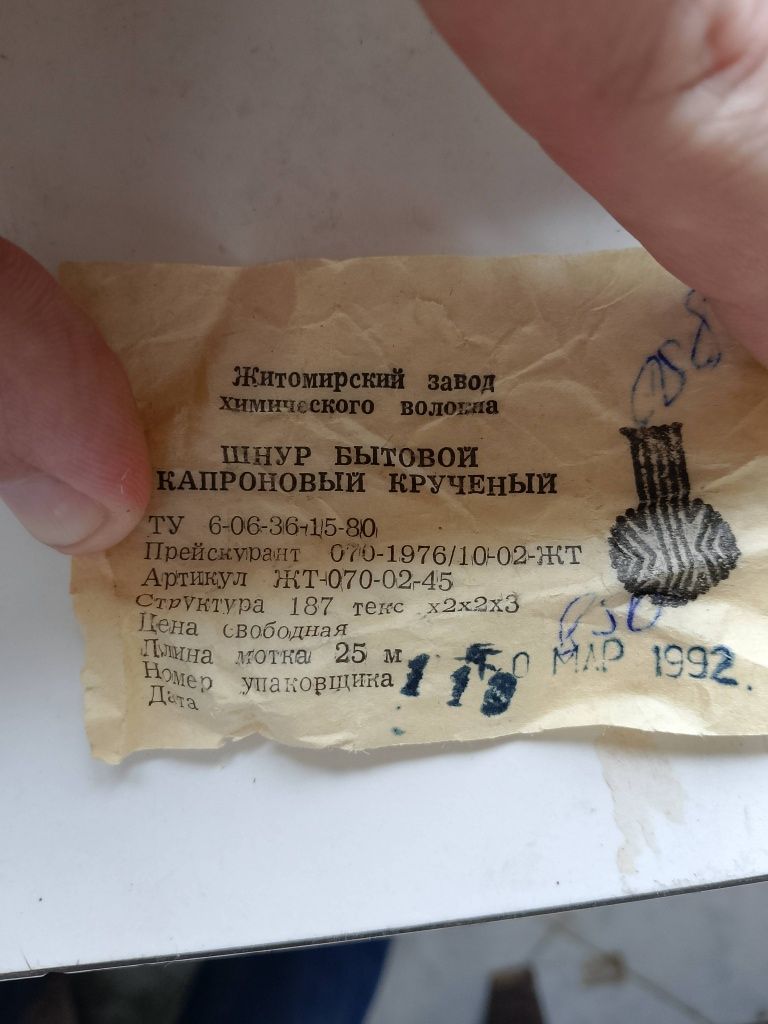 Житомирский завод
химического волокна
ШНУР БЫТОВОЙ
КАПРОНОВЫЙ КРУЧЕНЫЙ
ТУ 6-06-36-15-80
Прейскурант 070-1976/10-02-ЖТ
Артикул ЖТ-070-02-45
Структура 187 текс х2х2х3
Цена свободная
Длина мотка 25 м
Номер упаковщика 118
Дата
0 МАР 1992.